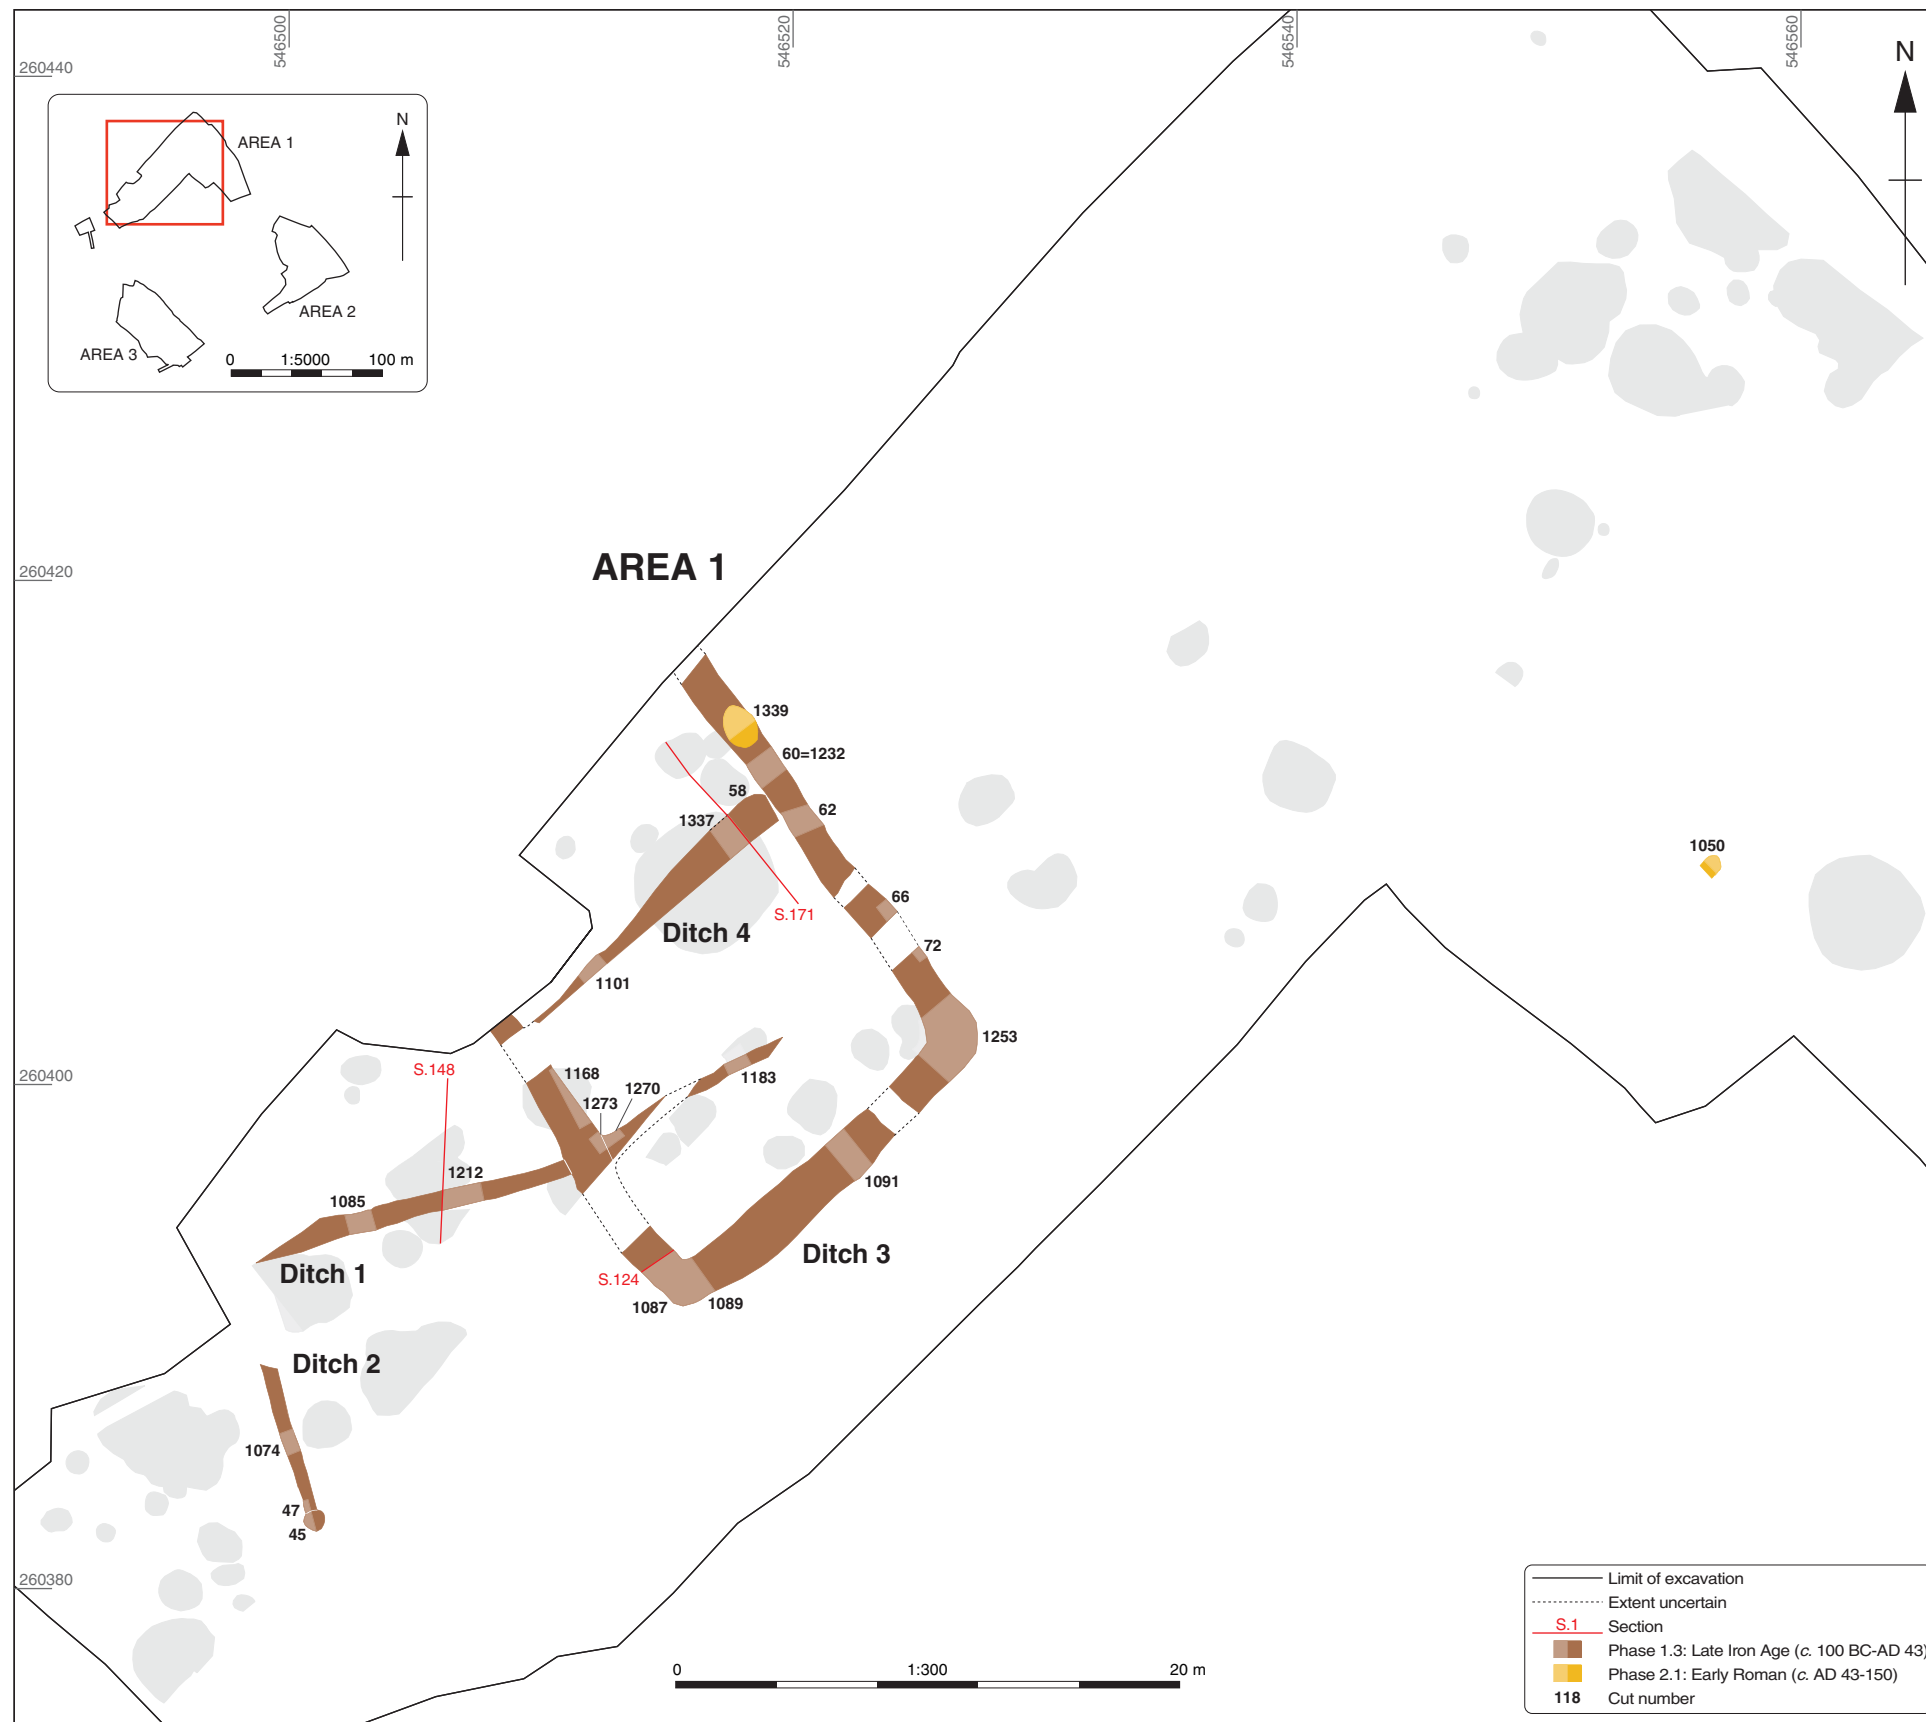 546500
546520
546540
546560
260440
N
N
AREA 1
AREA 2
AREA 3
0 1:5000 100 m
AREA 1
260420
1339
60=1232
58
62
1337
1050
66
S.171
Ditch 4
72
1101
1253
S.148
1168
1183
260400
1270
1273
1212
1091
1085
Ditch 3
Ditch 1
S.124
1087
1089
Ditch 2
1074
47
45
260380
Limit of excavation
Extent uncertain
S.1 Section
Phase 1.3: Late Iron Age (c. 100 BC-AD 43)
Phase 2.1: Early Roman (c. AD 43-150)
118 Cut number
0 1:300 20 m